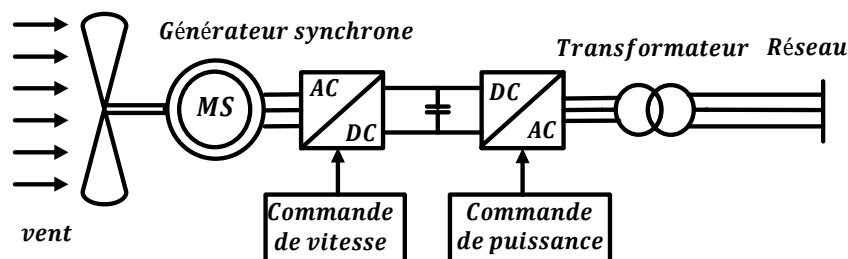 Générateur synchrone
Transformateur Réseau
MS
AC
DC
DC
AC
vent
Commande
de vitesse
Commande
de puissance